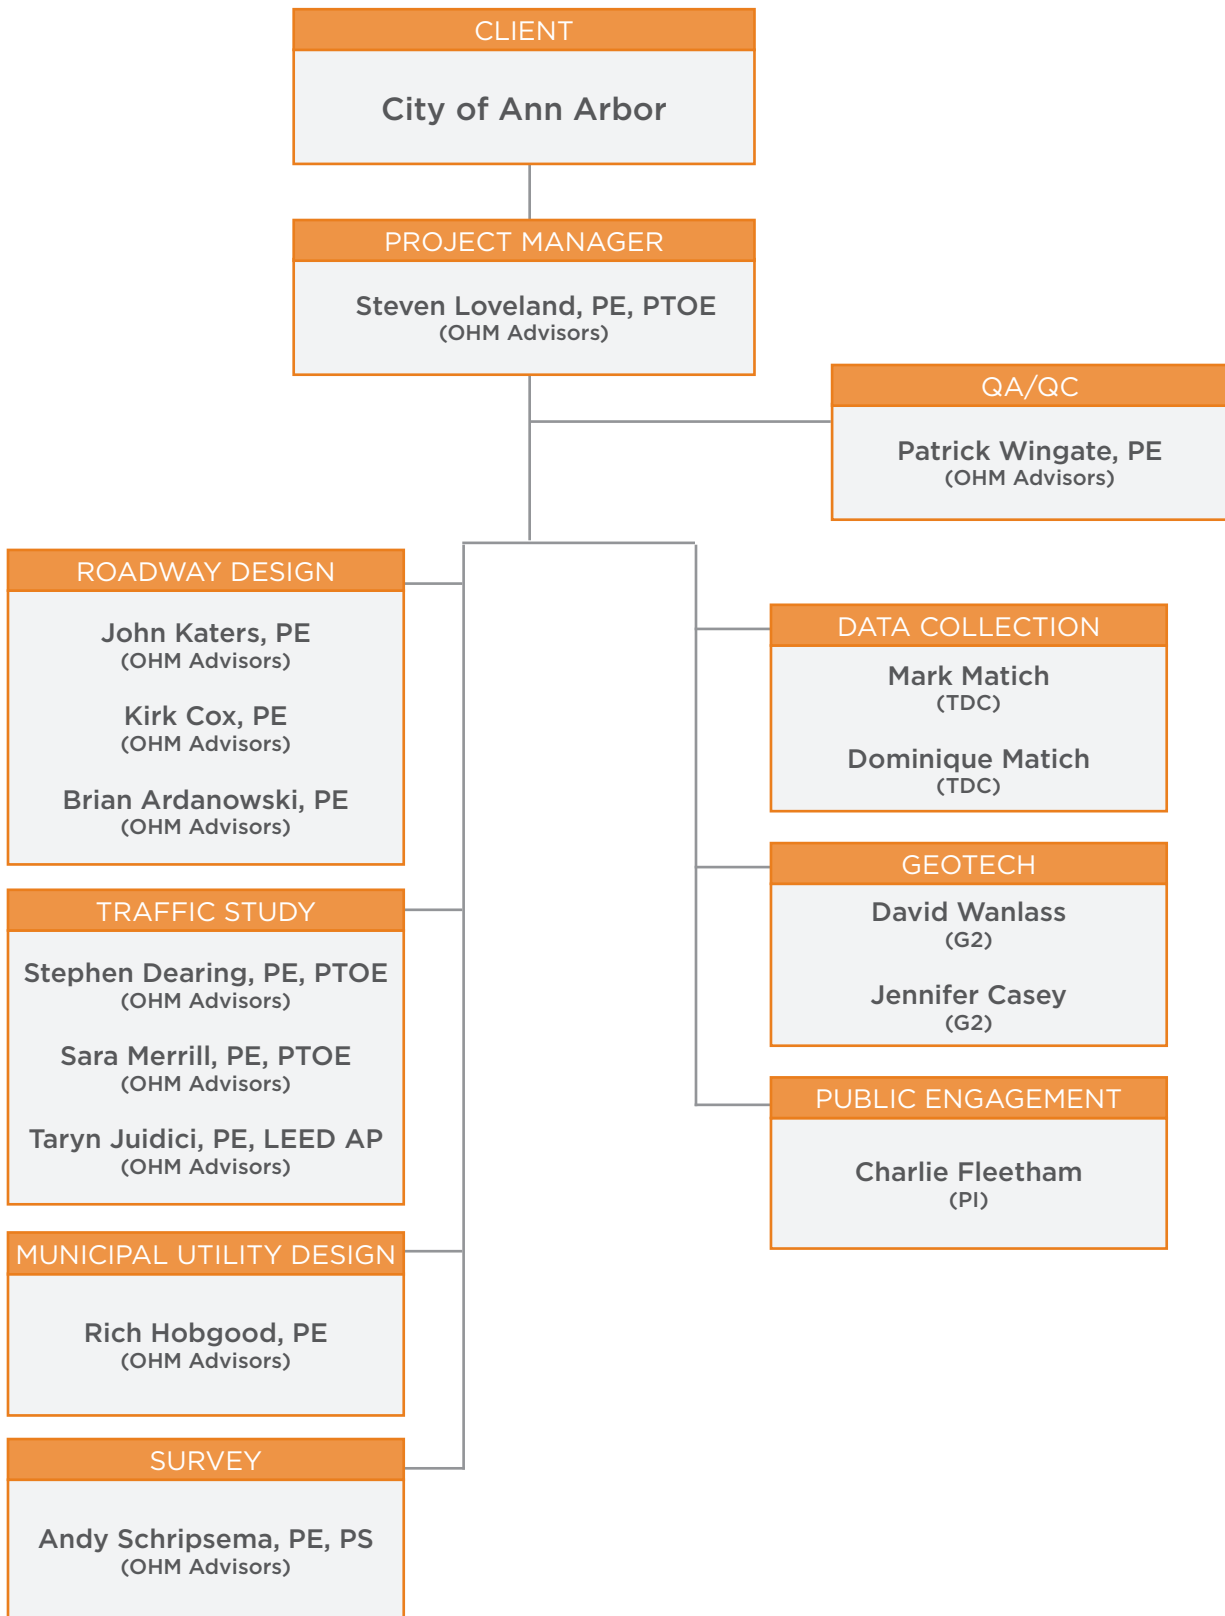 CLIENT
City of Ann Arbor
PROJECT MANAGER
Steven Loveland, PE, PTOE
(OHM Advisors)
QA/QC
Patrick Wingate, PE
(OHM Advisors)
ROADWAY DESIGN
John Katers, PE
(OHM Advisors)
Kirk Cox, PE
(OHM Advisors)
Brian Ardanowski, PE
(OHM Advisors)
TRAFFIC STUDY
Stephen Dearing, PE, PTOE
(OHM Advisors)
Sara Merrill, PE, PTOE
(OHM Advisors)
Taryn Juidici, PE, LEED AP
(OHM Advisors)
MUNICIPAL UTILITY DESIGN
Rich Hobgood, PE
(OHM Advisors)
SURVEY
Andy Schripsema, PE, PS
(OHM Advisors)
DATA COLLECTION
Mark Matich
(TDC)
Dominique Matich
(TDC)
GEOTECH
David Wanlass
(G2)
Jennifer Casey
(G2)
PUBLIC ENGAGEMENT
Charlie Fleetham
(PI)